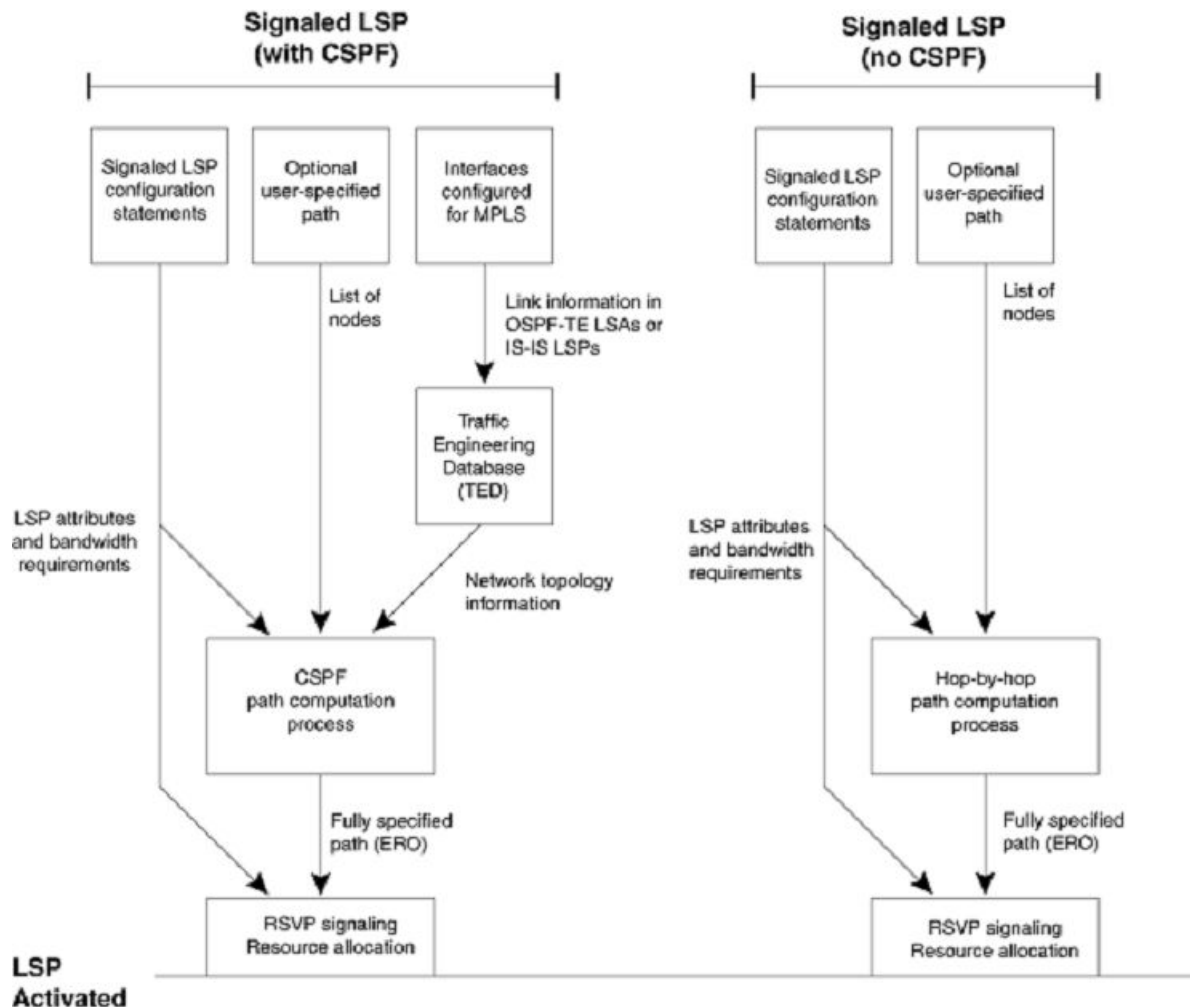 Signaled LSP
(with CSPF)
Signaled LSP
configuration
statements
Optional
user-specified
path
Interfaces
configured
for MPLS
List of
nodes
Link information in
OSPF-TE LSAs or
IS-IS LSPs
Traffic
Engineering
Database
(TED)
LSP attributes
and bandwidth
requirements
Network topology
information
CSPF
path computation
process
Fully specified
path (ERO)
RSVP signaling
Resource allocation
Signaled LSP
(no CSPF)
Signaled LSP
configuration
statements
Optional
user-specified
path
List of
nodes
LSP attributes
and bandwidth
requirements
Hop-by-hop
path computation
process
Fully specified
path (ERO)
RSVP signaling
Resource allocation
LSP
Activated